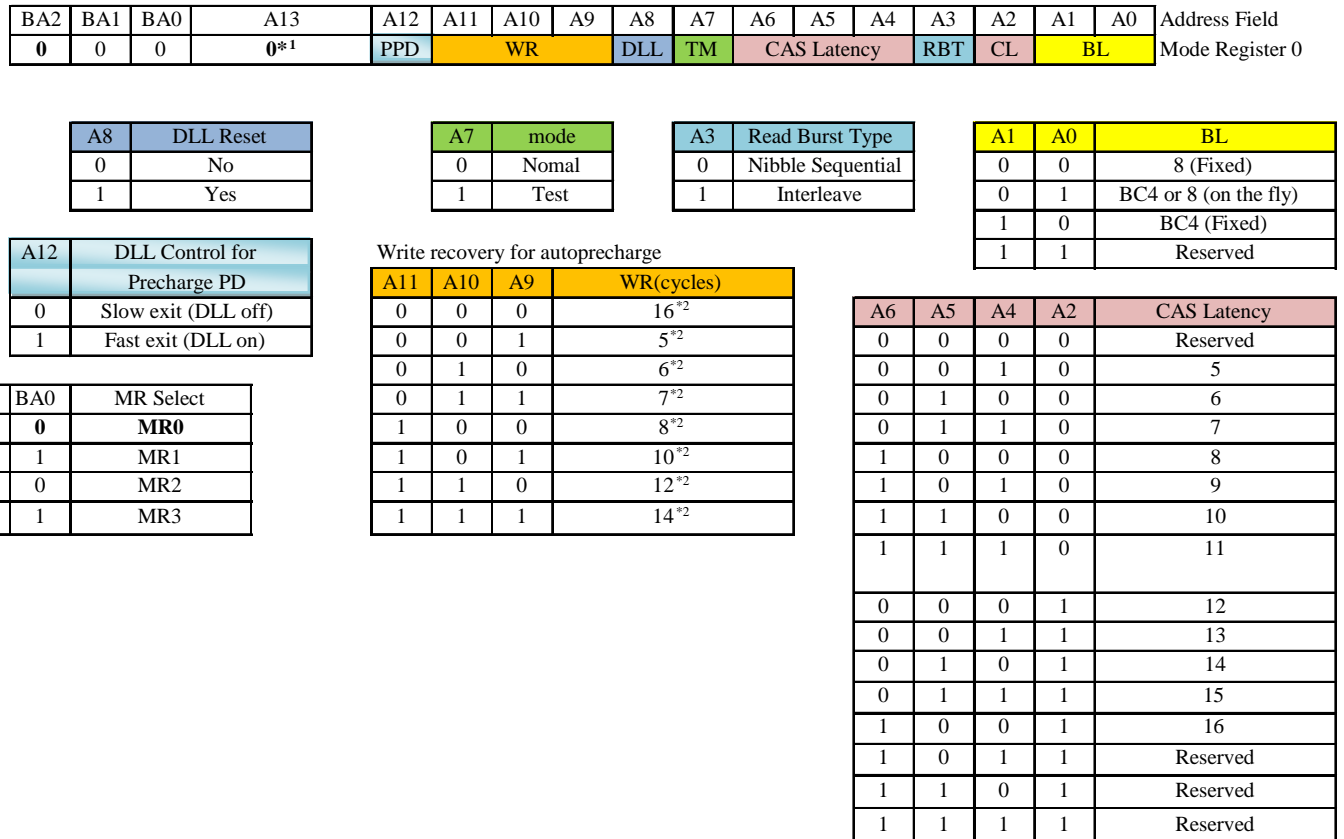 BA2 BA1 BA0 A13 A12 A11 A10 A9 A8 A7 A6 A5 A4 A3 A2 A1 A0 Address Field
0 0 0 0*1 PPD WR DLL TM CAS Latency RBT CL BL Mode Register 0
A8 DLL Reset
0 No
1 Yes
A7 mode
0 Nomal
1 Test
A3 Read Burst Type
0 Nibble Sequential
1 Interleave
A1 A0 BL
0 0 8 (Fixed)
0 1 BC4 or 8 (on the fly)
1 0 BC4 (Fixed)
1 1 Reserved
A12 DLL Control for
Precharge PD
0 Slow exit (DLL off)
1 Fast exit (DLL on)
BA0 MR Select
0 MR0
1 MR1
0 MR2
1 MR3
Write recovery for autoprecharge
A11 A10 A9 WR(cycles)
0 0 0 16*2
0 0 1 5*2
0 1 0 6*2
0 1 1 7*2
1 0 0 8*2
1 0 1 10*2
1 1 0 12*2
1 1 1 14*2
A6 A5 A4 A2 CAS Latency
0 0 0 0 Reserved
0 0 1 0 5
0 1 0 0 6
0 1 1 0 7
1 0 0 0 8
1 0 1 0 9
1 1 0 0 10
1 1 1 0 11
0 0 0 1 12
0 0 1 1 13
0 1 0 1 14
0 1 1 1 15
1 0 0 1 16
1 0 1 1 Reserved
1 1 0 1 Reserved
1 1 1 1 Reserved